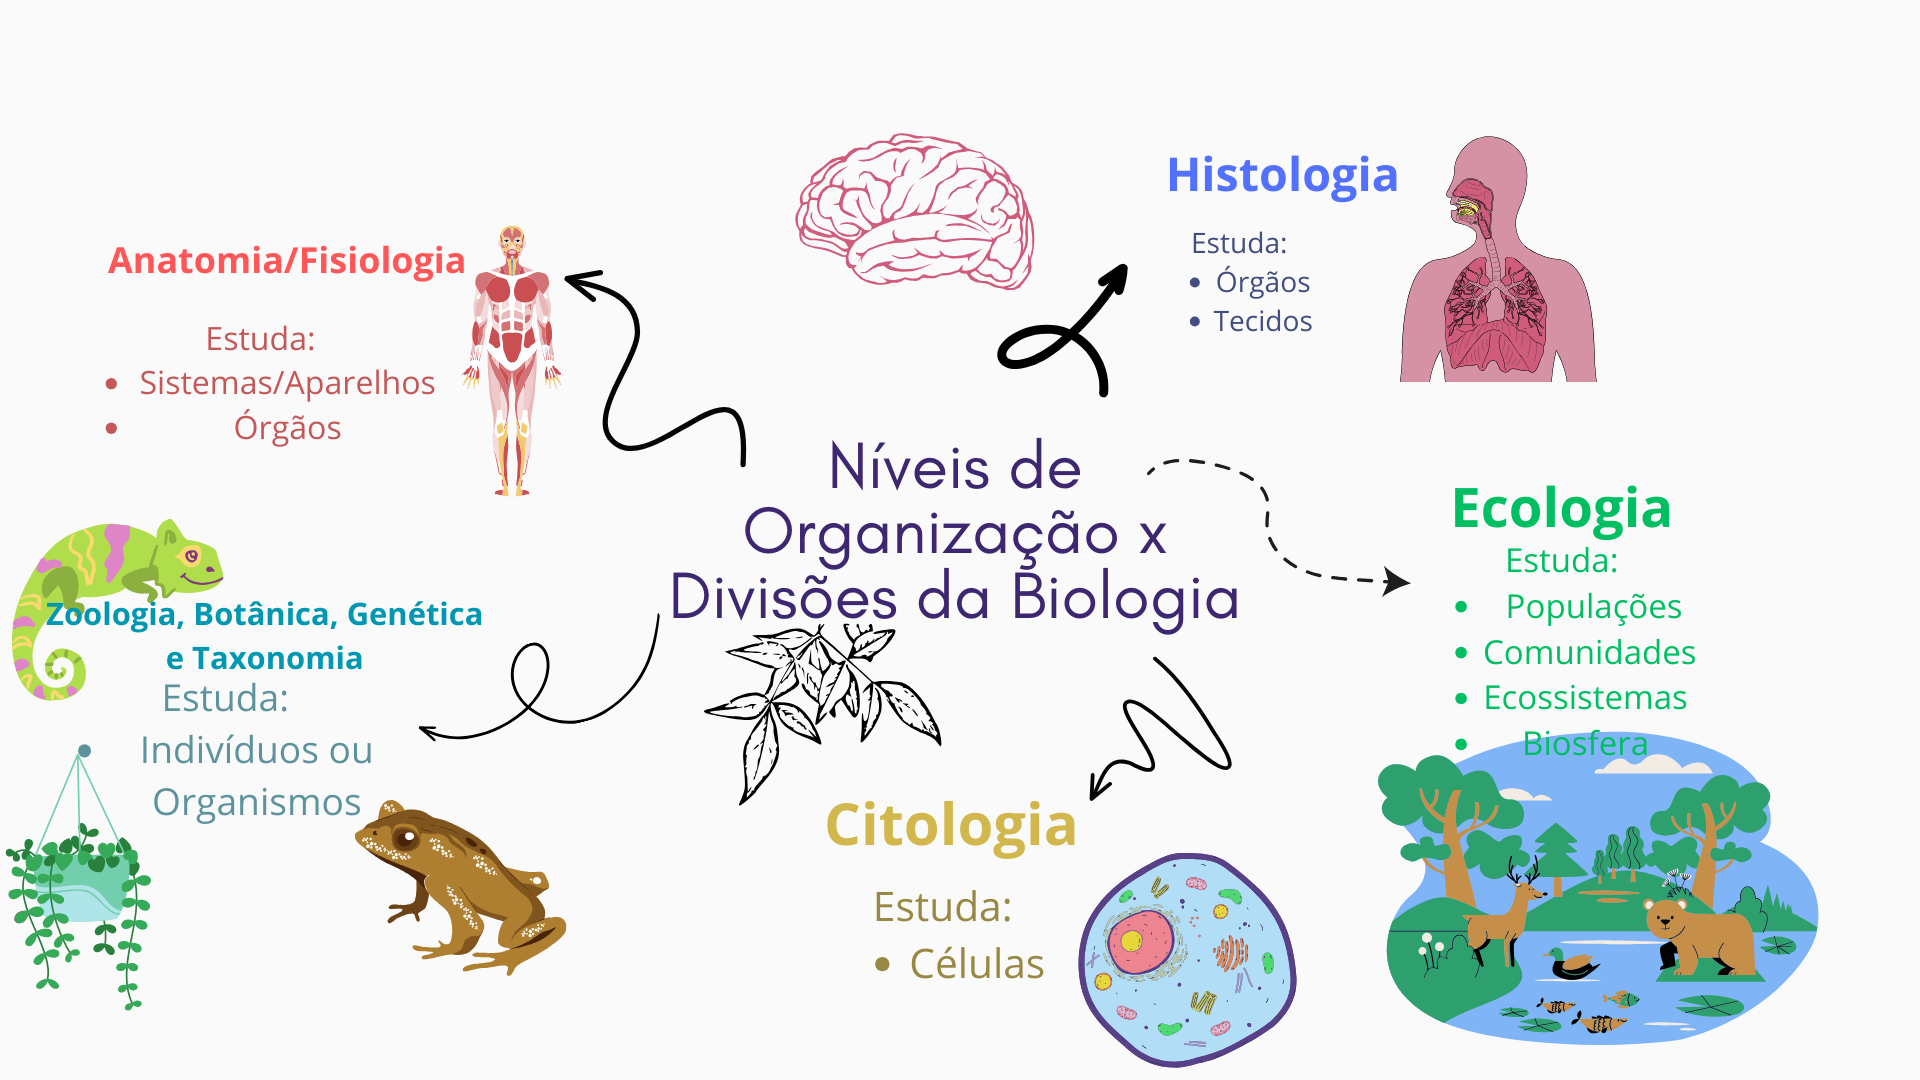 Níveis de
Organização x
Divisões da Biologia
Anatomia/Fisiologia
Estuda:
• Sistemas/Aparelhos
• Órgãos
Histologia
Estuda:
• Órgãos
• Tecidos
Ecologia
Estuda:
• Populações
• Comunidades
• Ecossistemas
• Biosfera
Zoologia, Botânica, Genética
e Taxonomia
Estuda:
• Indivíduos ou
Organismos
Citologia
Estuda:
• Células